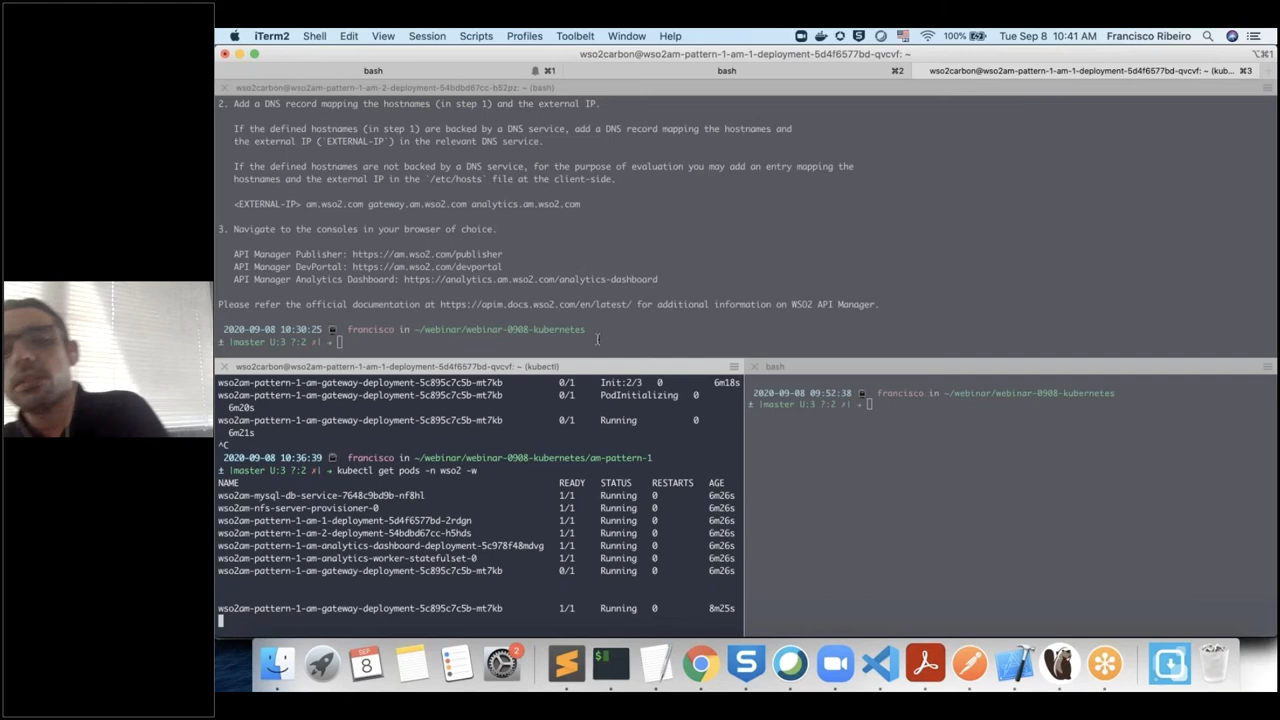 iTerm2 Shell Edit View Session Scripts Profiles Toolbelt Window Help 100% Tue Sep 8 10:41 AM Francisco Ribeiro
wso2carbon@wso2am-pattern-1-am-1-deployment-5d4f6577bd-qvcvf: ~ ⌥⌘1
bash ⌘1 bash ⌘2 wso2carbon@wso2am-pattern-1-am-1-deployment-5d4f6577bd-qvcvf: ~ (kub... ⌘3
wso2carbon@wso2am-pattern-1-am-2-deployment-54bdbd67cc-b52pz: ~ (bash)
2. Add a DNS record mapping the hostnames (in step 1) and the external IP.
If the defined hostnames (in step 1) are backed by a DNS service, add a DNS record mapping the hostnames and
the external IP (`EXTERNAL-IP`) in the relevant DNS service.
If the defined hostnames are not backed by a DNS service, for the purpose of evaluation you may add an entry mapping the
hostnames and the external IP in the `/etc/hosts` file at the client-side.
<EXTERNAL-IP> am.wso2.com gateway.am.wso2.com analytics.am.wso2.com
3. Navigate to the consoles in your browser of choice.
API Manager Publisher: https://am.wso2.com/publisher
API Manager DevPortal: https://am.wso2.com/devportal
API Manager Analytics Dashboard: https://analytics.am.wso2.com/analytics-dashboard
Please refer the official documentation at https://apim.docs.wso2.com/en/latest/ for additional information on WSO2 API Manager.
2020-09-08 10:30:25 francisco in ~/webinar/webinar-0908-kubernetes
± |master U:3 ?:2 ✗| →
wso2carbon@wso2am-pattern-1-am-1-deployment-5d4f6577bd-qvcvf: ~ (kubectl)
wso2am-pattern-1-am-gateway-deployment-5c895c7c5b-mt7kb 0/1 Init:2/3 0 6m18s
wso2am-pattern-1-am-gateway-deployment-5c895c7c5b-mt7kb 0/1 PodInitializing 0
6m20s
wso2am-pattern-1-am-gateway-deployment-5c895c7c5b-mt7kb 0/1 Running 0
6m21s
^C
2020-09-08 10:36:39 francisco in ~/webinar/webinar-0908-kubernetes/am-pattern-1
± |master U:3 ?:2 ✗| → kubectl get pods -n wso2 -w
NAME READY STATUS RESTARTS AGE
wso2am-mysql-db-service-7648c9bd9b-nf8hl 1/1 Running 0 6m26s
wso2am-nfs-server-provisioner-0 1/1 Running 0 6m26s
wso2am-pattern-1-am-1-deployment-5d4f6577bd-2rdgn 1/1 Running 0 6m26s
wso2am-pattern-1-am-2-deployment-54bdbd67cc-h5hds 1/1 Running 0 6m26s
wso2am-pattern-1-am-analytics-dashboard-deployment-5c978f48mdvg 1/1 Running 0 6m26s
wso2am-pattern-1-am-analytics-worker-statefulset-0 1/1 Running 0 6m26s
wso2am-pattern-1-am-gateway-deployment-5c895c7c5b-mt7kb 0/1 Running 0 6m26s
wso2am-pattern-1-am-gateway-deployment-5c895c7c5b-mt7kb 1/1 Running 0 8m25s
bash
2020-09-08 09:52:38 francisco in ~/webinar/webinar-0908-kubernetes
± |master U:3 ?:2 ✗| →
8
2